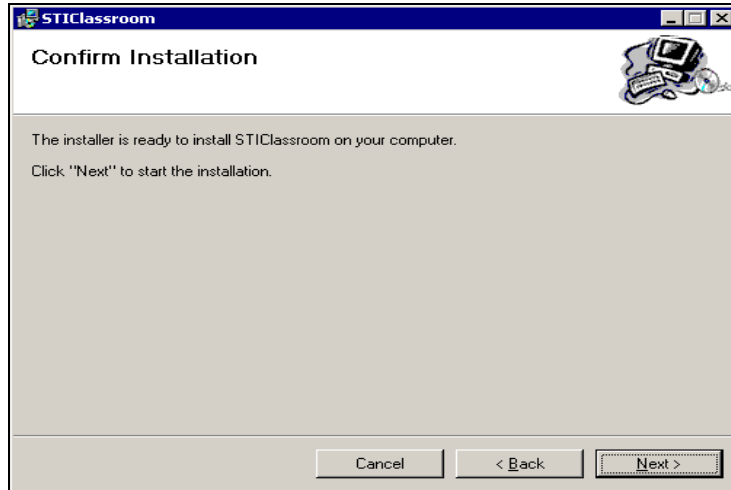 STIClassroom
Confirm Installation
The installer is ready to install STIClassroom on your computer.
Click "Next" to start the installation.
Cancel
< Back
Next >